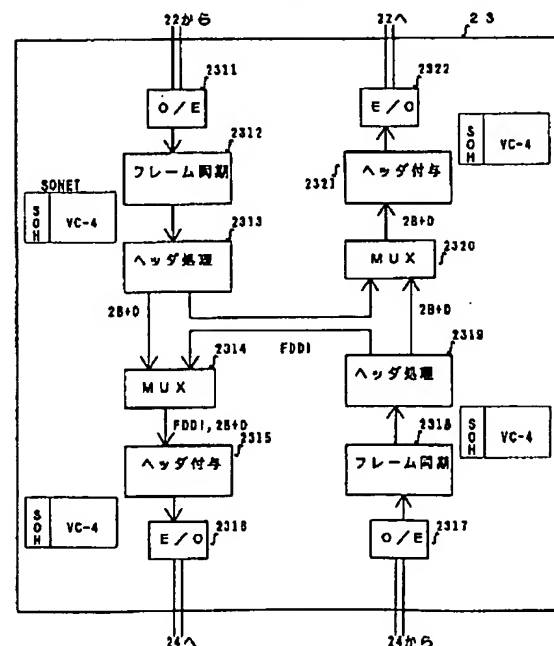 22から
22へ
23
2311
O/E
2322
E/O
2312
フレーム同期
SOH
VC-4
2321
ヘッダ付与
SONET
SOH
VC-4
2313
ヘッダ処理
2B+D
2320
MUX
2B+D
2B+D
FDDI
2319
ヘッダ処理
2314
MUX
FDDI,2B+D
2315
ヘッダ付与
2318
フレーム同期
SOH
VC-4
SOH
VC-4
2316
E/O
2317
O/E
24へ
24から